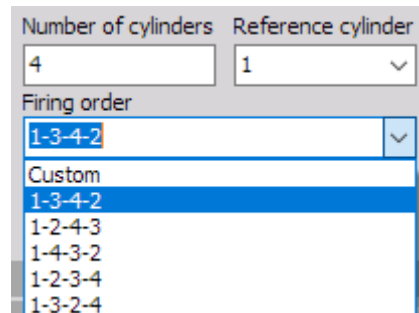 Number of cylinders Reference cylinder
4 1
Firing order
1-3-4-2
Custom
1-3-4-2
1-2-4-3
1-4-3-2
1-2-3-4
1-3-2-4